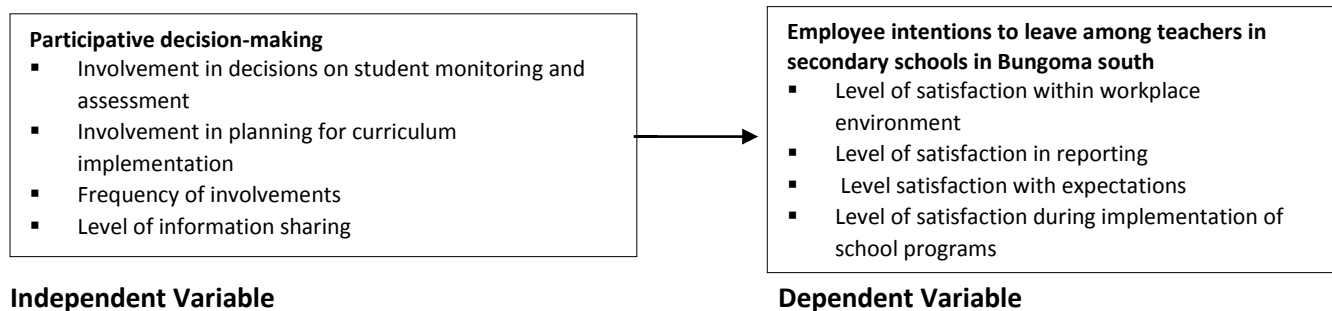 Participative decision-making
▪ Involvement in decisions on student monitoring and
assessment
▪ Involvement in planning for curriculum
implementation
▪ Frequency of involvements
▪ Level of information sharing
Employee intentions to leave among teachers in
secondary schools in Bungoma south
▪ Level of satisfaction within workplace
environment
▪ Level of satisfaction in reporting
▪ Level satisfaction with expectations
▪ Level of satisfaction during implementation of
school programs
Independent Variable
Dependent Variable